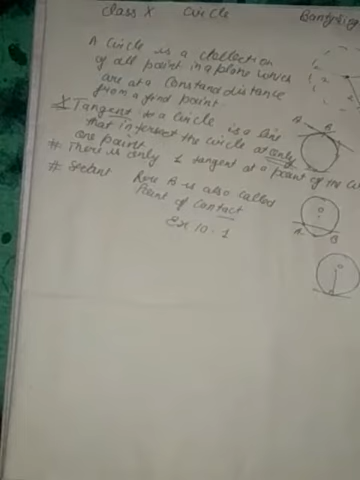 Class X Circle
A Circle is a Collection
of all point in a plane which
are at a Constand distance
from a fixed point.
Tangent to a Circle is a line
that intersect the Circle at only
one point.
# There is only 1 tangent at a point of the
# Secant Here B is also called
Point of Contact
Ex 10.1
A B
O
A B
O